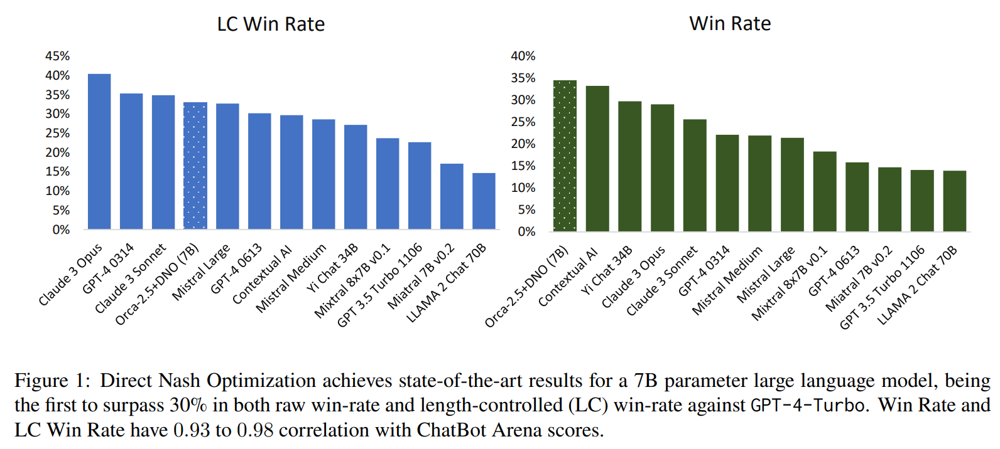 LC Win Rate
45%
40%
35%
30%
25%
20%
15%
10%
5%
0%
Claude 3 Opus
GPT-4 0314
Claude 3 Sonnet
Orca-2.5+DNO (7B)
Mistral Large
GPT-4 0613
Contextual AI
Mistral Medium
Yi Chat 34B
Mixtral 8x7B v0.1
GPT 3.5 Turbo 1106
Miatral 7B v0.2
LLAMA 2 Chat 70B
Win Rate
40%
35%
30%
25%
20%
15%
10%
5%
0%
Orca-2.5+DNO (7B)
Contextual AI
Yi Chat 34B
Claude 3 Opus
Claude 3 Sonnet
GPT-4 0314
Mistral Medium
Mistral Large
Mixtral 8x7B v0.1
GPT-4 0613
Miatral 7B v0.2
GPT 3.5 Turbo 1106
LLAMA 2 Chat 70B
Figure 1: Direct Nash Optimization achieves state-of-the-art results for a 7B parameter large language model, being
the first to surpass 30% in both raw win-rate and length-controlled (LC) win-rate against GPT-4-Turbo. Win Rate and
LC Win Rate have 0.93 to 0.98 correlation with ChatBot Arena scores.